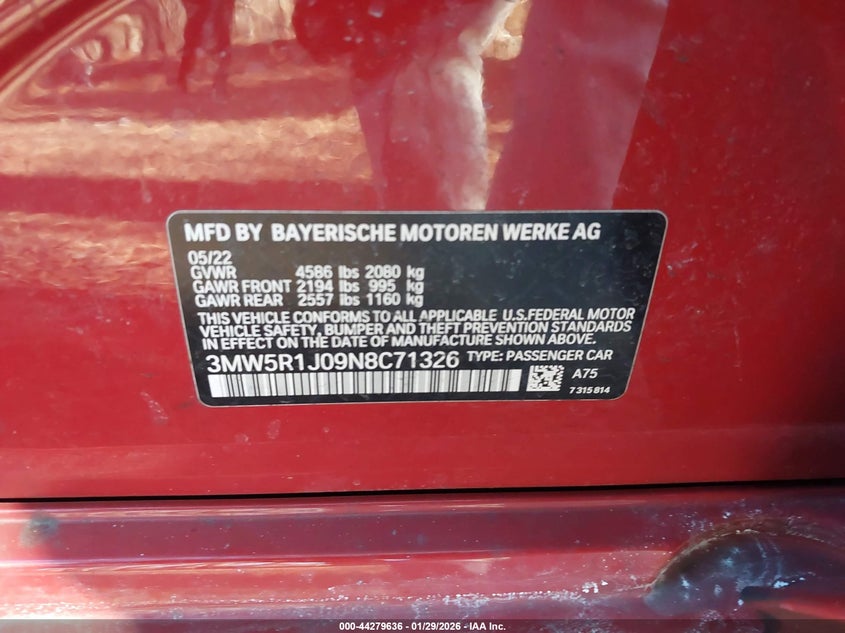 MFD BY BAYERISCHE MOTOREN WERKE AG
05/22
GVWR 4586 lbs 2080 kg
GAWR FRONT 2194 lbs 995 kg
GAWR REAR 2557 lbs 1160 kg
THIS VEHICLE CONFORMS TO ALL APPLICABLE U.S.FEDERAL MOTOR
VEHICLE SAFETY, BUMPER AND THEFT PREVENTION STANDARDS
IN EFFECT ON THE DATE OF MANUFACTURE SHOWN ABOVE.
3MW5R1J09N8C71326 TYPE: PASSENGER CAR
A75
7 315 814
000-44279636 - 01/29/2026 - IAA Inc.